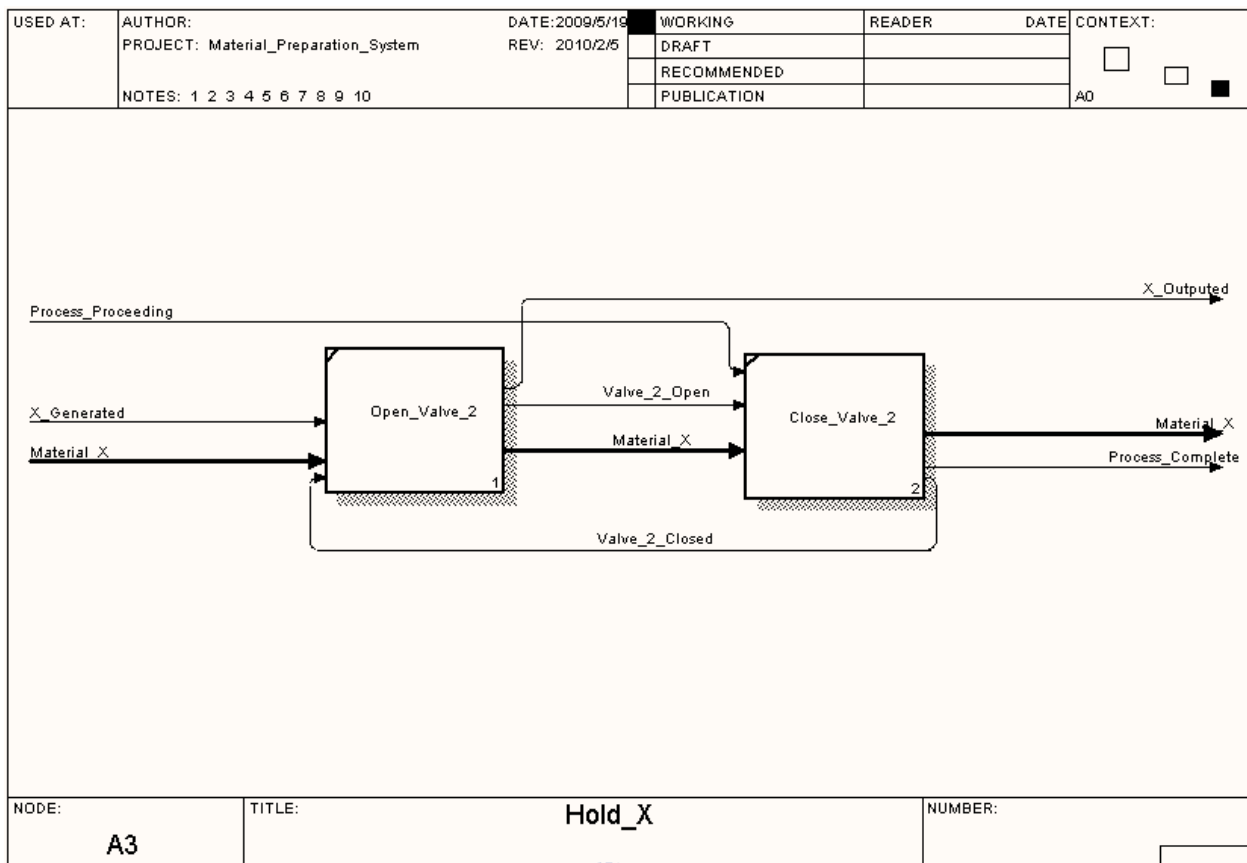 USED AT:
AUTHOR:
DATE:2009/5/19
WORKING
READER
DATE
CONTEXT:
PROJECT: Material_Preparation_System
REV: 2010/2/5
DRAFT
RECOMMENDED
NOTES: 1 2 3 4 5 6 7 8 9 10
PUBLICATION
A0
X_Outputed
Process_Proceeding
Valve_2_Open
X_Generated
Open_Valve_2
Close_Valve_2
Material_X
Material_X
Material_X
Process_Complete
1
2
Valve_2_Closed
NODE:
TITLE:
Hold_X
NUMBER:
A3